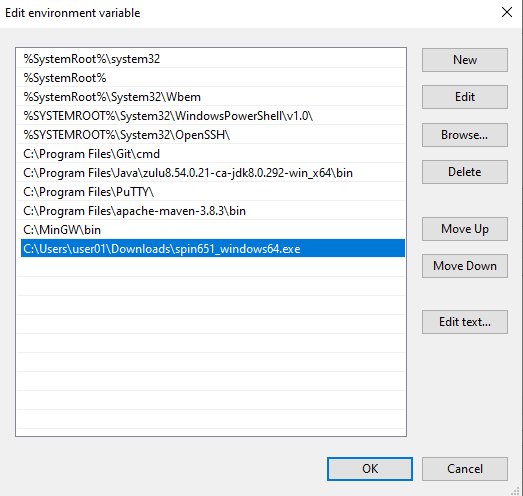 Edit environment variable
%SystemRoot%\system32
%SystemRoot%
%SystemRoot%\System32\Wbem
%SYSTEMROOT%\System32\WindowsPowerShell\v1.0\
%SYSTEMROOT%\System32\OpenSSH\
C:\Program Files\Git\cmd
C:\Program Files\Java\zulu8.54.0.21-ca-jdk8.0.292-win_x64\bin
C:\Program Files\PuTTY\
C:\Program Files\apache-maven-3.8.3\bin
C:\MinGW\bin
C:\Users\user01\Downloads\spin651_windows64.exe
New
Edit
Browse...
Delete
Move Up
Move Down
Edit text...
OK
Cancel